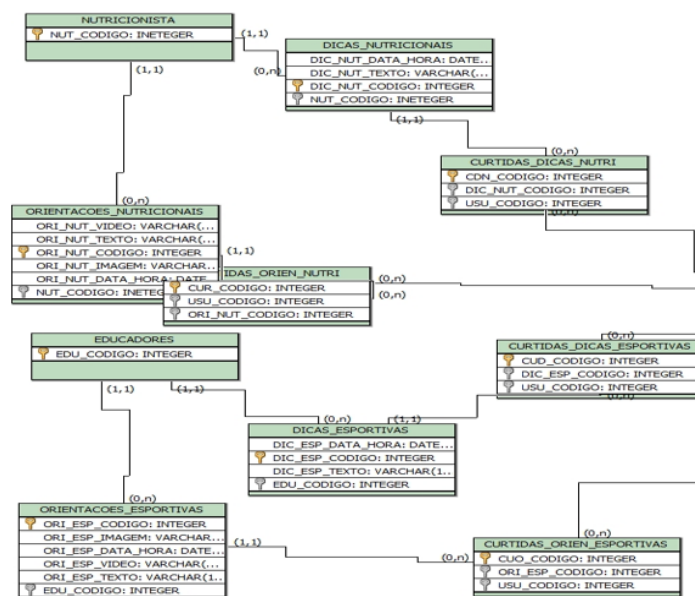 NUTRICIONISTA
NUT_CODIGO: INETEGER
(1,1)
(1,1)
DICAS_NUTRICIONAIS
DIC_NUT_DATA_HORA: DATE...
DIC_NUT_TEXTO: VARCHAR(...
DIC_NUT_CODIGO: INTEGER
NUT_CODIGO: INETEGER
(0,n)
(1,1)
(0,n)
CURTIDAS_DICAS_NUTRI
CDN_CODIGO: INTEGER
DIC_NUT_CODIGO: INTEGER
USU_CODIGO: INTEGER
(0,n)
(0,n)
ORIENTACOES_NUTRICIONAIS
ORI_NUT_VIDEO: VARCHAR(...
ORI_NUT_TEXTO: VARCHAR(...
ORI_NUT_CODIGO: INTEGER
ORI_NUT_IMAGEM: VARCHAR...
ORI_NUT_DATA_HORA: DATE
NUT_CODIGO: INETEG
(1,1)
IDAS_ORIEN_NUTRI
CUR_CODIGO: INTEGER
USU_CODIGO: INTEGER
ORI_NUT_CODIGO: INTEGER
(0,n)
(0,n)
EDUCADORES
EDU_CODIGO: INTEGER
(1,1)
(1,1)
(0,n)
CURTIDAS_DICAS_ESPORTIVAS
CUD_CODIGO: INTEGER
DIC_ESP_CODIGO: INTEGER
USU_CODIGO: INTEGER
(0,n)
(0,n)
(1,1)
DICAS_ESPORTIVAS
DIC_ESP_DATA_HORA: DATE...
DIC_ESP_CODIGO: INTEGER
DIC_ESP_TEXTO: VARCHAR(1...
EDU_CODIGO: INTEGER
(0,n)
ORIENTACOES_ESPORTIVAS
ORI_ESP_CODIGO: INTEGER
ORI_ESP_IMAGEM: VARCHAR...
ORI_ESP_DATA_HORA: DATE...
ORI_ESP_VIDEO: VARCHAR(...
ORI_ESP_TEXTO: VARCHAR(1...
EDU_CODIGO: INTEGER
(1,1)
(0,n)
(0,n)
CURTIDAS_ORIEN_ESPORTIVAS
CUO_CODIGO: INTEGER
ORI_ESP_CODIGO: INTEGER
USU_CODIGO: INTEGER